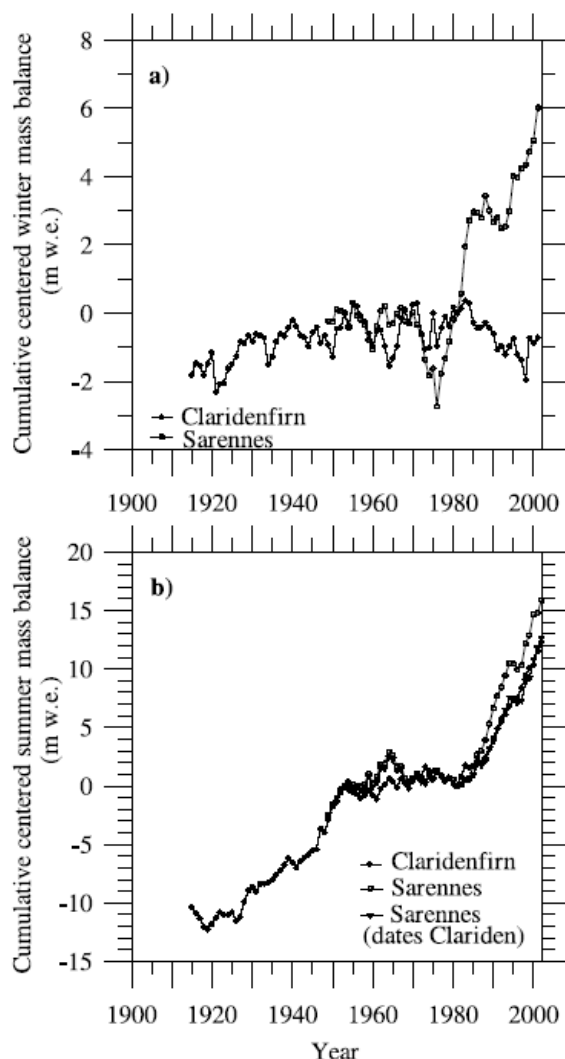 8
6
4
2
0
-2
-4
a)
Cumulative centered winter mass balance
(m w.e.)
Claridenfirn
Sarennes
1900 1920 1940 1960 1980 2000
20
15
10
5
0
-5
-10
-15
b)
Cumulative centered summer mass balance
(m w.e.)
Claridenfirn
Sarennes
Sarennes
(dates Clariden)
1900 1920 1940 1960 1980 2000
Year